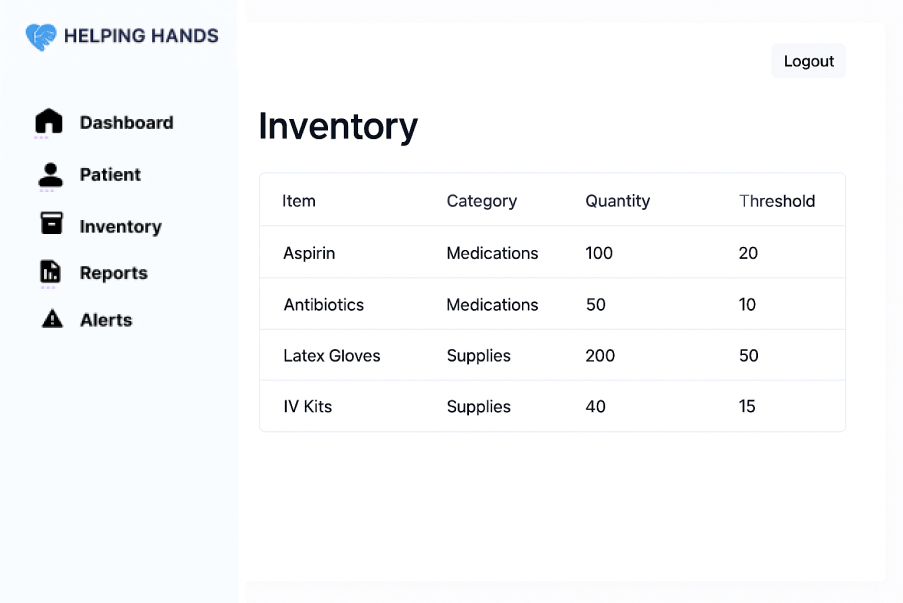 HELPING HANDS
Logout
Dashboard
Patient
Inventory
Reports
Alerts
Inventory
Item Category Quantity Threshold
Aspirin Medications 100 20
Antibiotics Medications 50 10
Latex Gloves Supplies 200 50
IV Kits Supplies 40 15